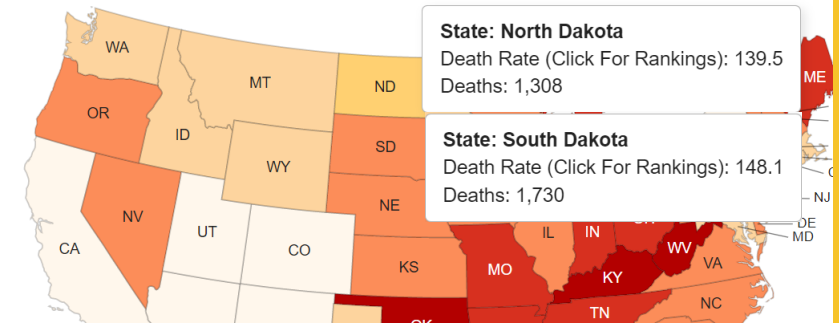 State: North Dakota
Death Rate (Click For Rankings): 139.5
Deaths: 1,308
WA
MT
ND
ME
OR
ID
SD
State: South Dakota
Death Rate (Click For Rankings): 148.1
Deaths: 1,730
WY
NE
NJ
NV
UT
CO
IL
IN
DE
MD
CA
KS
MO
WV
VA
KY
TN
NC